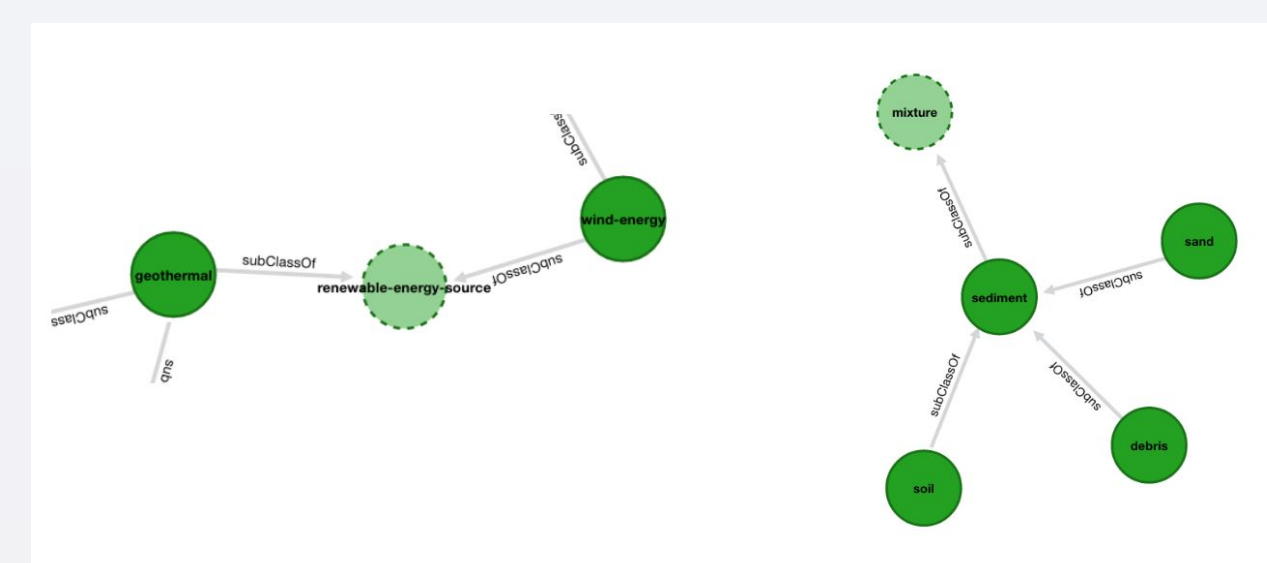 subClass
wind-energy
subClassOf
geothermal
subClassOf
renewable-energy-source
subClass
sub
mixture
subClassOf
sand
subClassOf
sediment
subClassOf
subClassOf
debris
soil